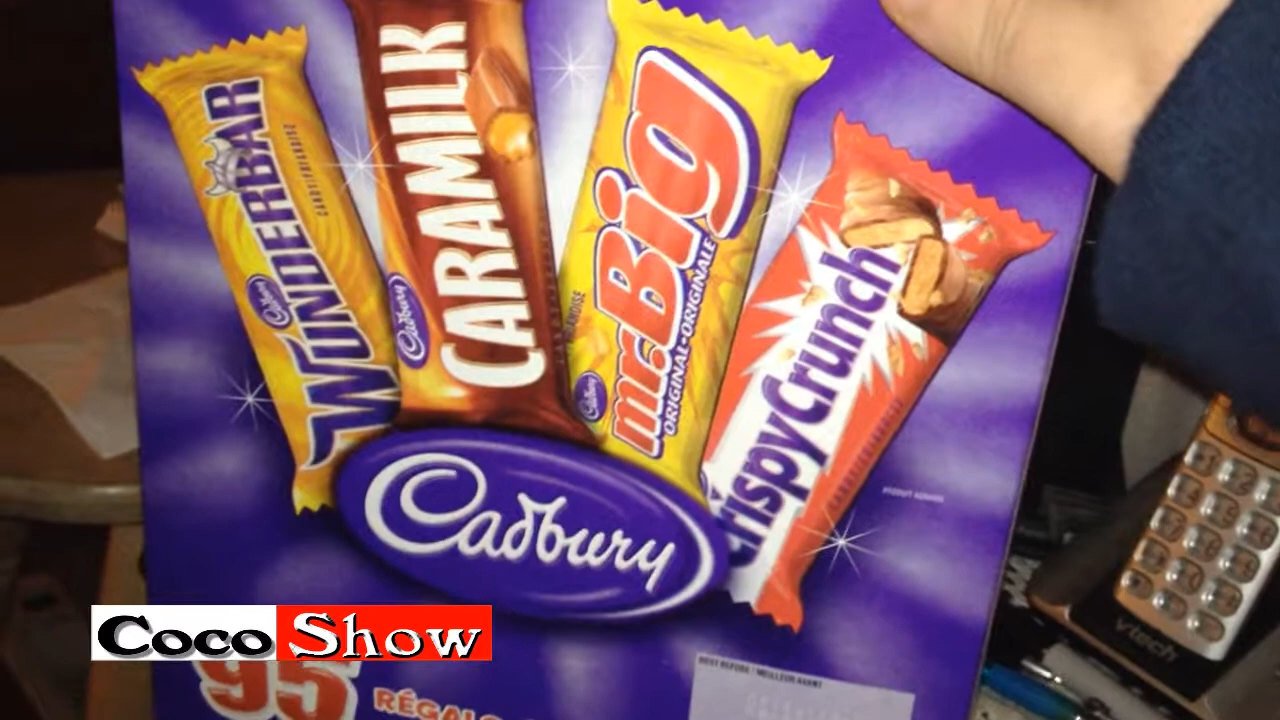 WUNDERBAR
Cadbury
CARAMILK
Cadbury
mr.Big
ORIGINAL•ORIGINALE
Cadbury
CrispyCrunch
Cadbury
Coco Show
95
RÉGAL
BEST BEFORE / MEILLEUR AVANT
Vtech